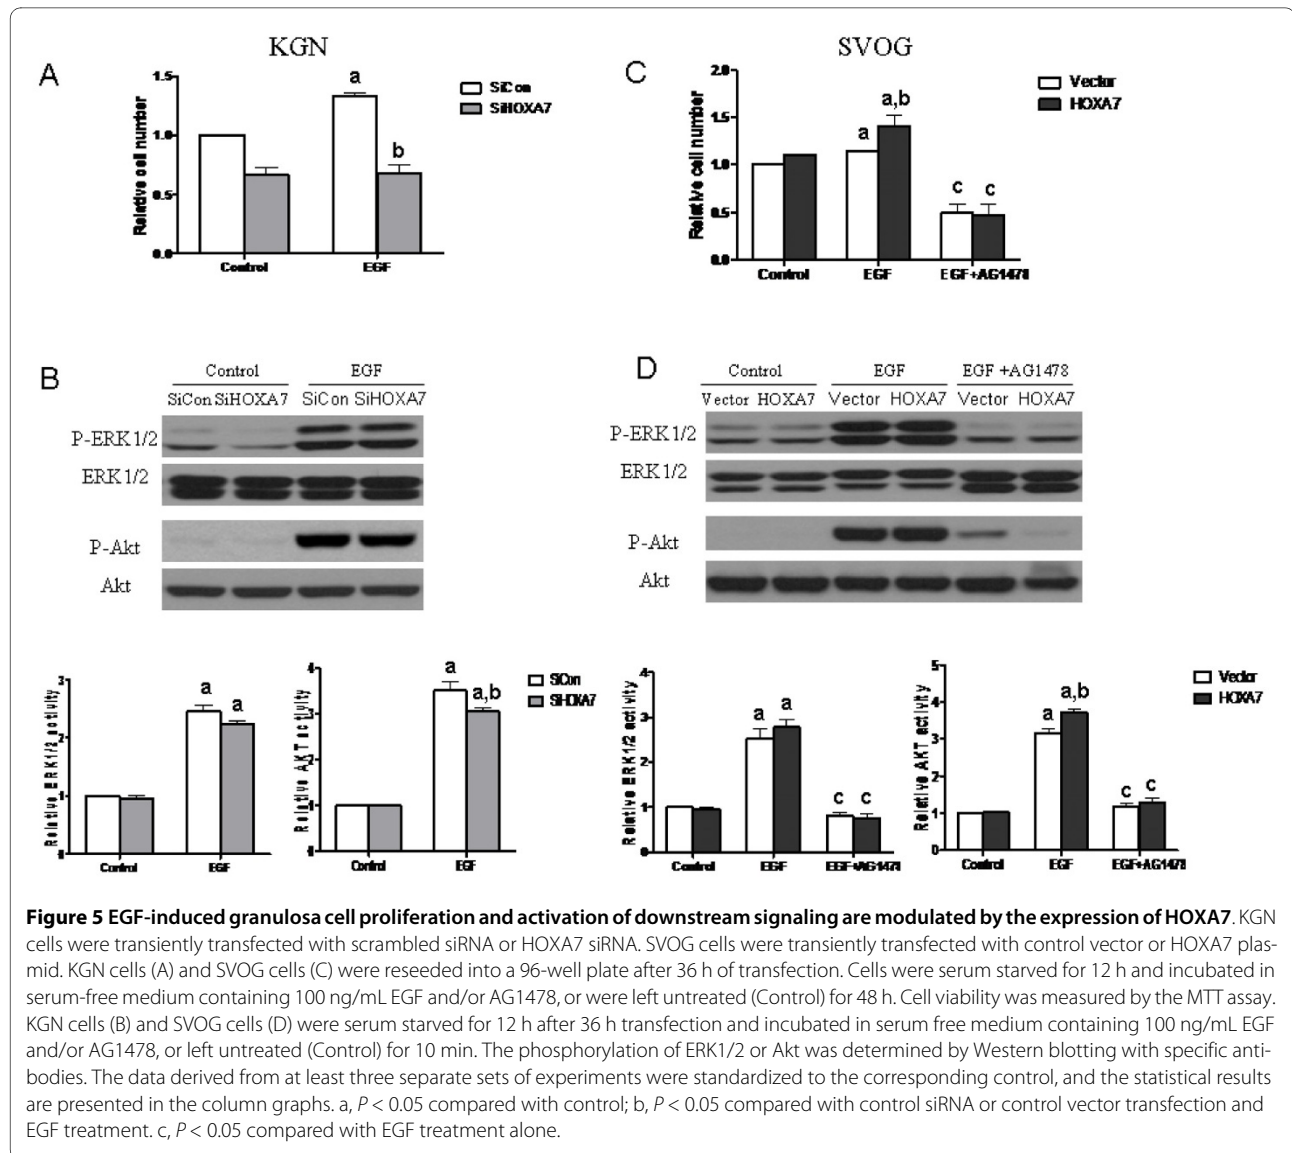 KGN
A
1.5
1.0
0.5
0.0
Relative cell number
a
b
Control
EGF
SiCon
SiHOXA7
SVOG
C
2.0
1.5
1.0
0.5
0.0
Relative cell number
a
a,b
c
c
Control
EGF
EGF+AG1478
Vector
HOXA7
B
Control
EGF
SiCon SiHOXA7
SiCon SiHOXA7
P-ERK1/2
ERK1/2
P-Akt
Akt
3
2
1
0
Relative ERK1/2 activity
a
a
Control
EGF
4
3
2
1
0
Relative AKT activity
a
a,b
Control
EGF
SiCon
SiHOXA7
D
Control
EGF
EGF +AG1478
Vector HOXA7
Vector HOXA7
Vector HOXA7
P-ERK1/2
ERK1/2
P-Akt
Akt
4
3
2
1
0
Relative ERK1/2 activity
a
a
c
c
Control
EGF
EGF+AG1478
5
4
3
2
1
0
Relative AKT activity
a
a,b
c
c
Control
EGF
EGF+AG1478
Vector
HOXA7
Figure 5 EGF-induced granulosa cell proliferation and activation of downstream signaling are modulated by the expression of HOXA7. KGN
cells were transiently transfected with scrambled siRNA or HOXA7 siRNA. SVOG cells were transiently transfected with control vector or HOXA7 plas-
mid. KGN cells (A) and SVOG cells (C) were reseeded into a 96-well plate after 36 h of transfection. Cells were serum starved for 12 h and incubated in
serum-free medium containing 100 ng/mL EGF and/or AG1478, or were left untreated (Control) for 48 h. Cell viability was measured by the MTT assay.
KGN cells (B) and SVOG cells (D) were serum starved for 12 h after 36 h transfection and incubated in serum free medium containing 100 ng/mL EGF
and/or AG1478, or left untreated (Control) for 10 min. The phosphorylation of ERK1/2 or Akt was determined by Western blotting with specific anti-
bodies. The data derived from at least three separate sets of experiments were standardized to the corresponding control, and the statistical results
are presented in the column graphs. a, P < 0.05 compared with control; b, P < 0.05 compared with control siRNA or control vector transfection and
EGF treatment. c, P < 0.05 compared with EGF treatment alone.